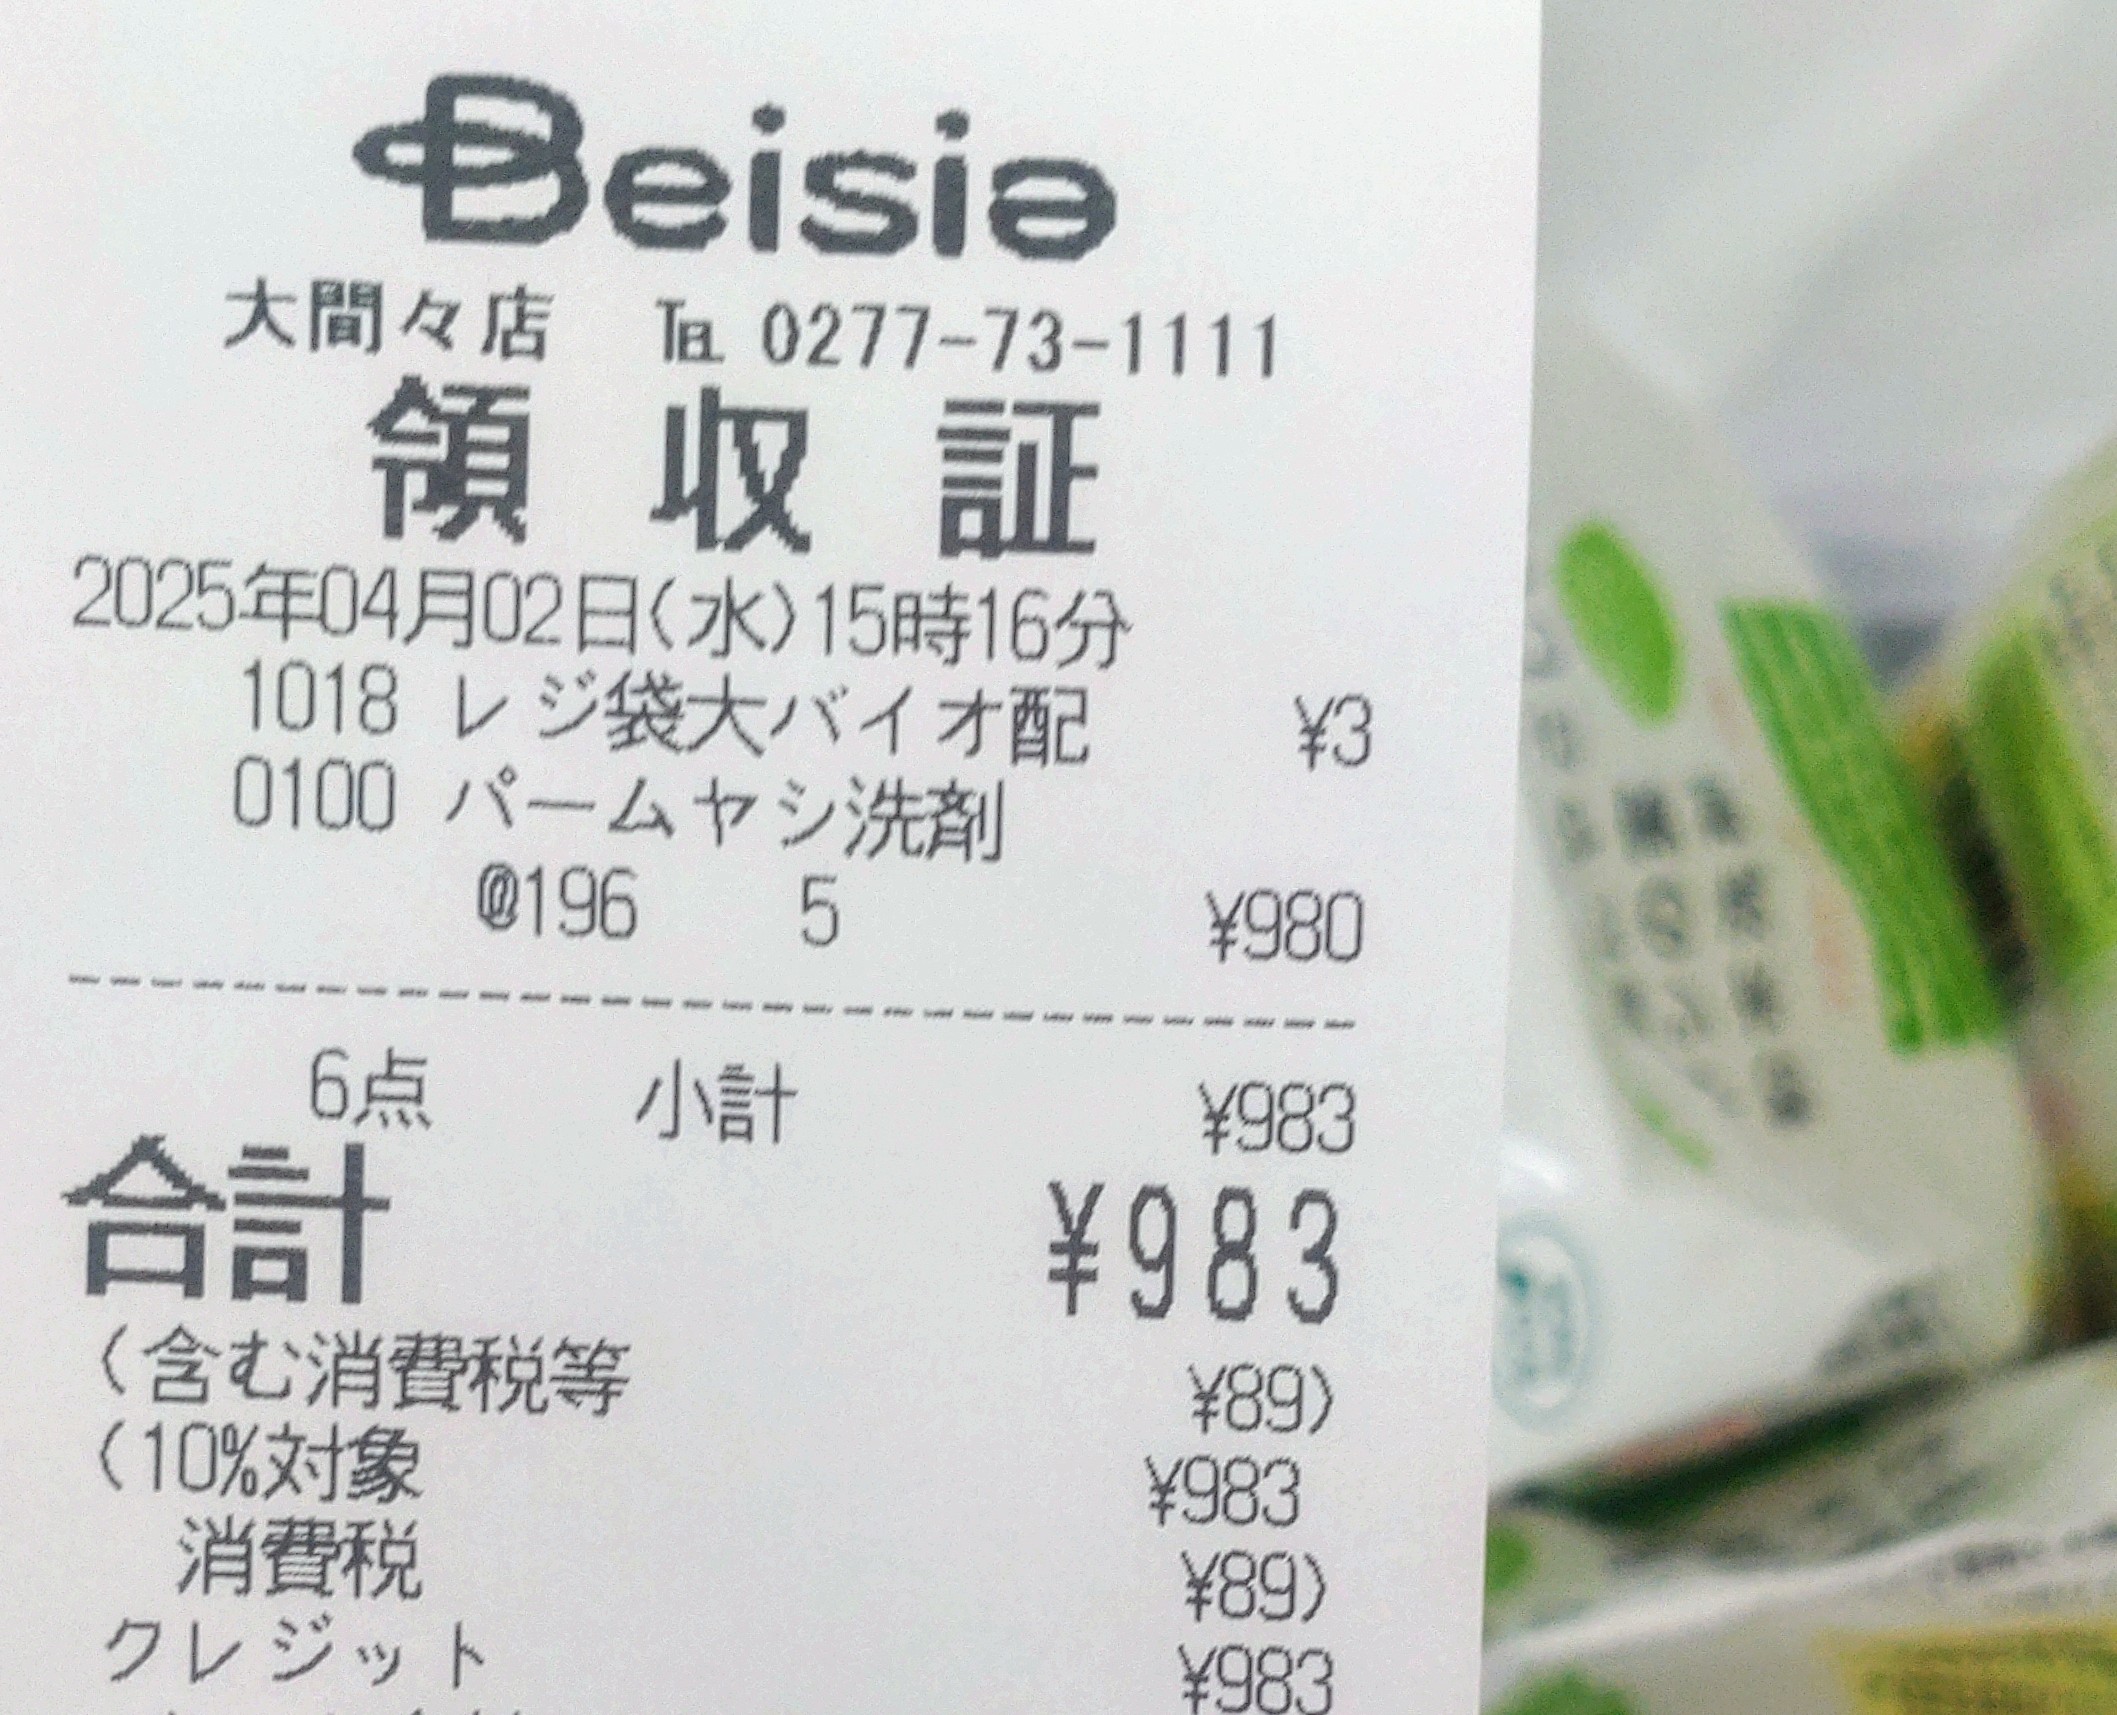 Beisia
大間々店 ℡ 0277-73-1111
領収証
2025年04月02日(水)15時16分
1018 レジ袋大バイオ配 ¥3
0100 パームヤシ洗剤
@196 5 ¥980
6点 小計 ¥983
合計 ¥983
(含む消費税等 ¥89)
(10%対象 ¥983
消費税 ¥89)
クレジット ¥983